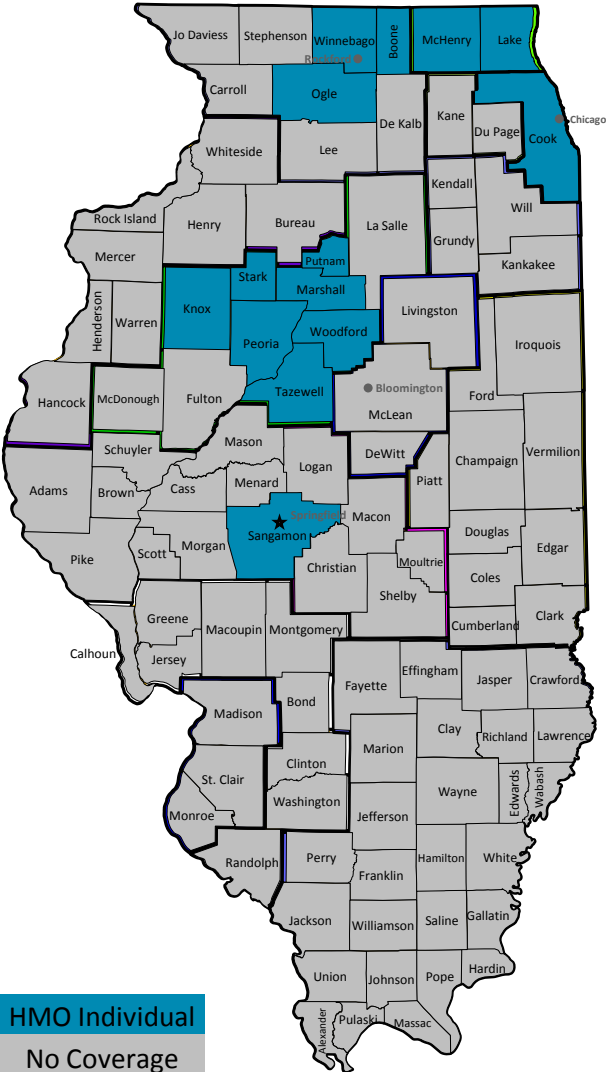 Jo Daviess
Stephenson
Winnebago
Boone
McHenry
Lake
Rockford
Carroll
Ogle
De Kalb
Kane
Du Page
Cook
Chicago
Whiteside
Lee
Kendall
Will
Rock Island
Henry
Bureau
La Salle
Grundy
Mercer
Putnam
Kankakee
Stark
Marshall
Henderson
Warren
Knox
Peoria
Woodford
Livingston
Iroquois
Hancock
McDonough
Fulton
Tazewell
Bloomington
McLean
Ford
Mason
Schuyler
Logan
DeWitt
Champaign
Vermilion
Adams
Brown
Cass
Menard
Piatt
Macon
Springfield
Sangamon
Douglas
Edgar
Pike
Scott
Morgan
Christian
Moultrie
Coles
Shelby
Greene
Macoupin
Montgomery
Cumberland
Clark
Calhoun
Jersey
Fayette
Effingham
Jasper
Crawford
Madison
Bond
Clay
Richland
Lawrence
Marion
Clinton
St. Clair
Wayne
Edwards
Wabash
Washington
Monroe
Jefferson
Randolph
Perry
Hamilton
White
Franklin
Jackson
Williamson
Saline
Gallatin
Union
Johnson
Pope
Hardin
Alexander
Pulaski
Massac
HMO Individual
No Coverage